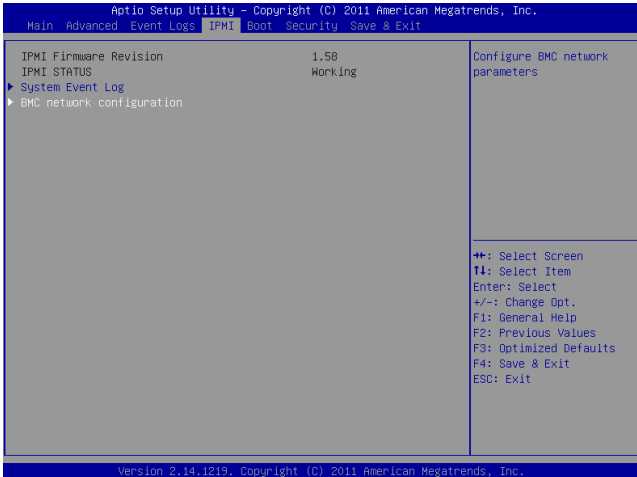 Aptio Setup Utility – Copyright (C) 2011 American Megatrends, Inc.
Main Advanced Event Logs IPMI Boot Security Save & Exit
IPMI Firmware Revision 1.58
IPMI STATUS Working
System Event Log
BMC network configuration
Configure BMC network
parameters
→←: Select Screen
↑↓: Select Item
Enter: Select
+/-: Change Opt.
F1: General Help
F2: Previous Values
F3: Optimized Defaults
F4: Save & Exit
ESC: Exit
Version 2.14.1219. Copyright (C) 2011 American Megatrends, Inc.